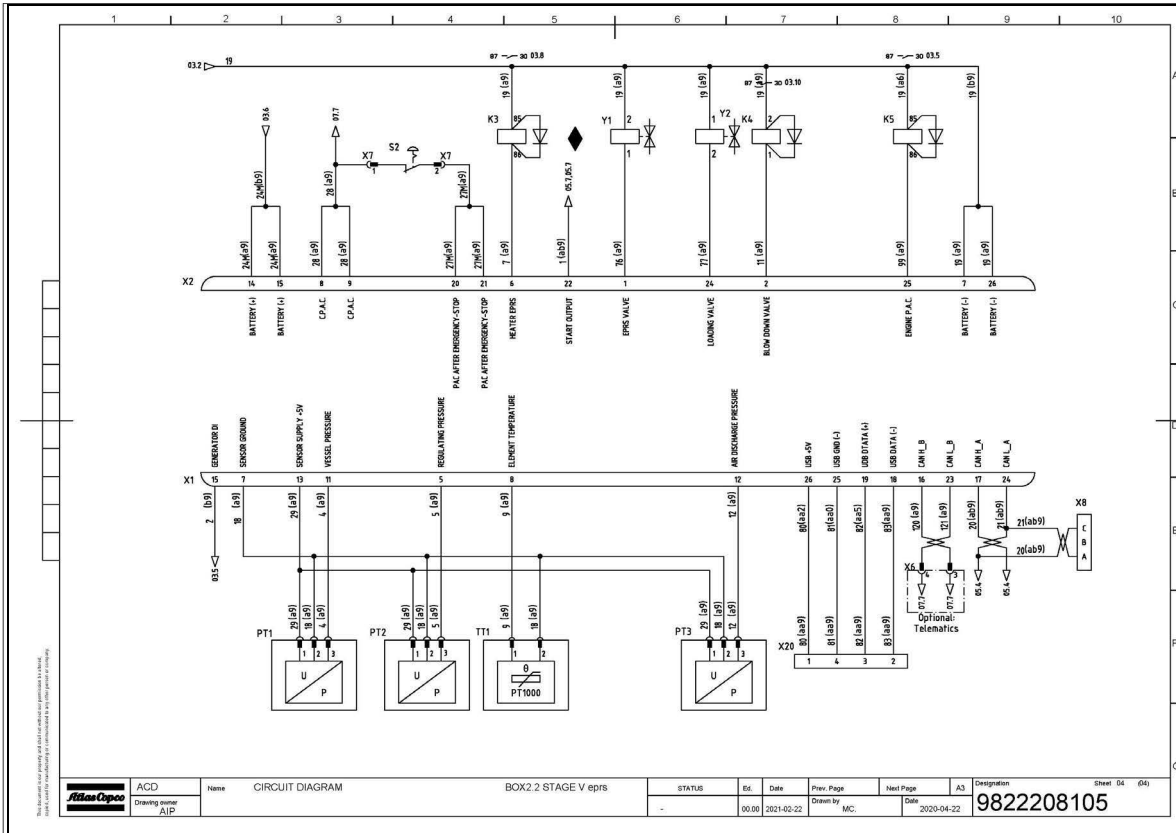 1 2 3 4 5 6 7 8 9 10
A
B
C
D
E
F
03.2 19
87 30 03.8
87 30 03.10
87 30 03.5
03.6
07.7
24M(b9)
28 (a9)
X7
1
S2
X7
2
27M(a9)
19 (a9)
K3
85
86
05.7,05.7
19 (a9)
Y1
2
1
19 (a9)
Y2
1
2
19 (a9)
K4
2
1
19 (a6)
K5
85
86
19 (b9)
24M(a9)
24M(a9)
28 (a9)
28 (a9)
27M(a9)
27M(a9)
7 (a9)
1 (ab9)
76 (a9)
77 (a9)
11 (a9)
99 (a9)
19 (a9)
19 (a9)
X2
14 15 8 9 20 21 6 22 1 24 2 25 7 26
BATTERY (+)
BATTERY (+)
C.P.A.C.
C.P.A.C.
PAC AFTER EMERGENCY-STOP
PAC AFTER EMERGENCY-STOP
HEATER EPRS
START OUTPUT
EPRS VALVE
LOADING VALVE
BLOW DOWN VALVE
ENGINE P.A.C.
BATTERY (-)
BATTERY (-)
GENERATOR DI
SENSOR GROUND
SENSOR SUPPLY +5V
VESSEL PRESSURE
REGULATING PRESSURE
ELEMENT TEMPERATURE
AIR DISCHARGE PRESSURE
USB +5V
USB GND (-)
UDB DTATA (+)
USB DATA (-)
CAN H_B
CAN L_B
CAN H_A
CAN L_A
X1
15 7 13 11 5 8 12 26 25 19 18 16 23 17 24
2 (b9)
18 (a9)
29 (a9)
4 (a9)
5 (a9)
9 (a9)
12 (a9)
80(aa2)
81(aa0)
82(aa5)
83(aa9)
120 (a9)
121 (a9)
20(ab9)
21(ab9)
21(ab9)
20(ab9)
X8
C
B
A
03.5
X6
4
3
07.7
07.7
Optional:
Telematics
05.4
05.4
29 (a9)
18 (a9)
4 (a9)
PT1
1 2 3
U
P
29 (a9)
18 (a9)
5 (a9)
PT2
1 2 3
U
P
9 (a9)
18 (a9)
TT1
1 2
θ
PT1000
29 (a9)
18 (a9)
12 (a9)
PT3
1 2 3
U
P
80 (aa9)
81 (aa9)
82 (aa9)
83 (aa9)
X20
1 4 3 2
Atlas Copco
ACD
Drawing owner
AIP
Name
CIRCUIT DIAGRAM
BOX2.2 STAGE V eprs
STATUS
-
Ed.
00.00
Date
2021-02-22
Prev. Page
Next Page
A3
Drawn by
MC.
Date
2020-04-22
Designation
Sheet 04 (04)
9822208105